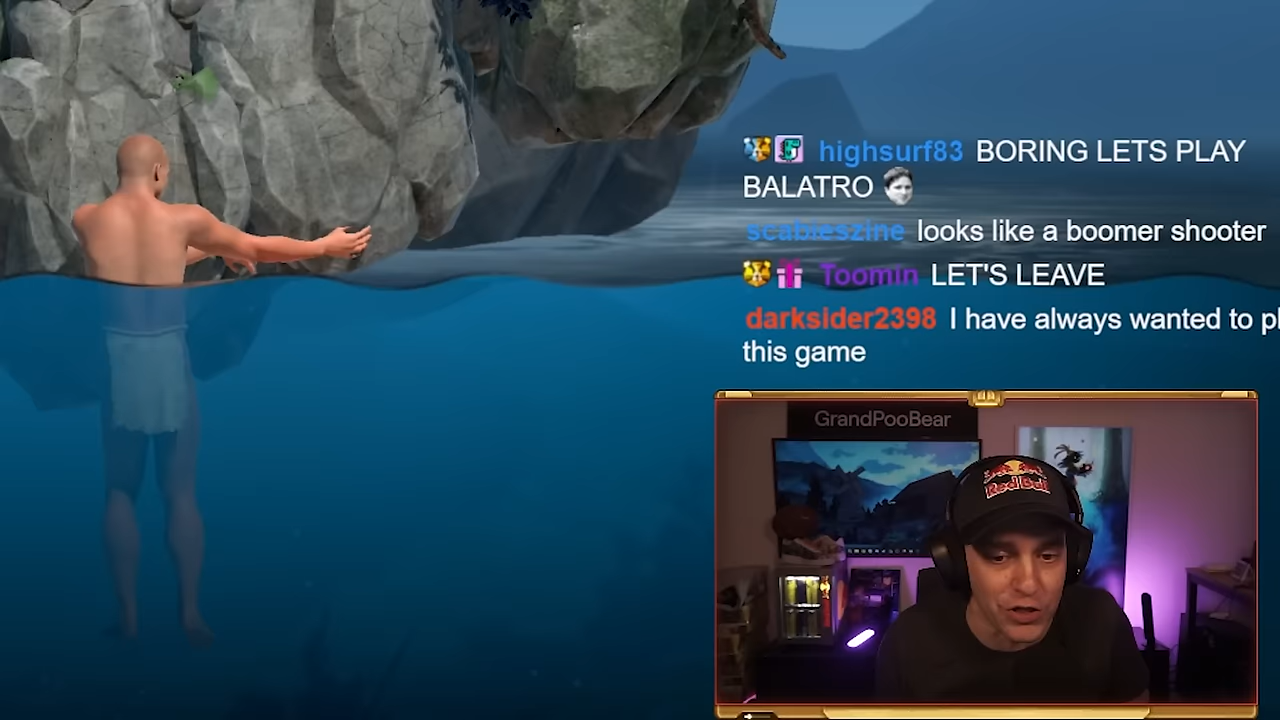 highsurf83 BORING LETS PLAY
BALATRO
scabieszine looks like a boomer shooter
Toomin LET'S LEAVE
darksider2398 I have always wanted to
this game
GrandPooBear
Red Bull